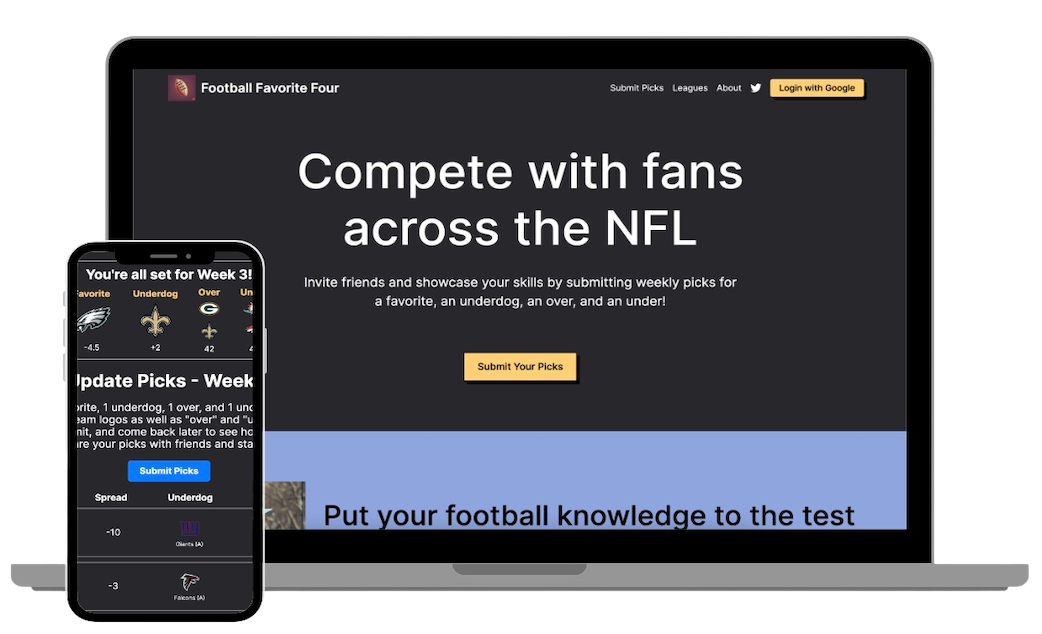 Football Favorite Four
Submit Picks Leagues About Login with Google
Compete with fans
across the NFL
Invite friends and showcase your skills by submitting weekly picks for
a favorite, an underdog, an over, and an under!
Submit Your Picks
Put your football knowledge to the test
You're all set for Week 3!
avorite Underdog Over Un
-4.5 +2 42
Update Picks - Week
orite, 1 underdog, 1 over, and 1 und
eam logos as well as "over" and "u
mit, and come back later to see ho
are your picks with friends and sta
Submit Picks
Spread Underdog
-10
Giants (A)
-3
Falcons (A)